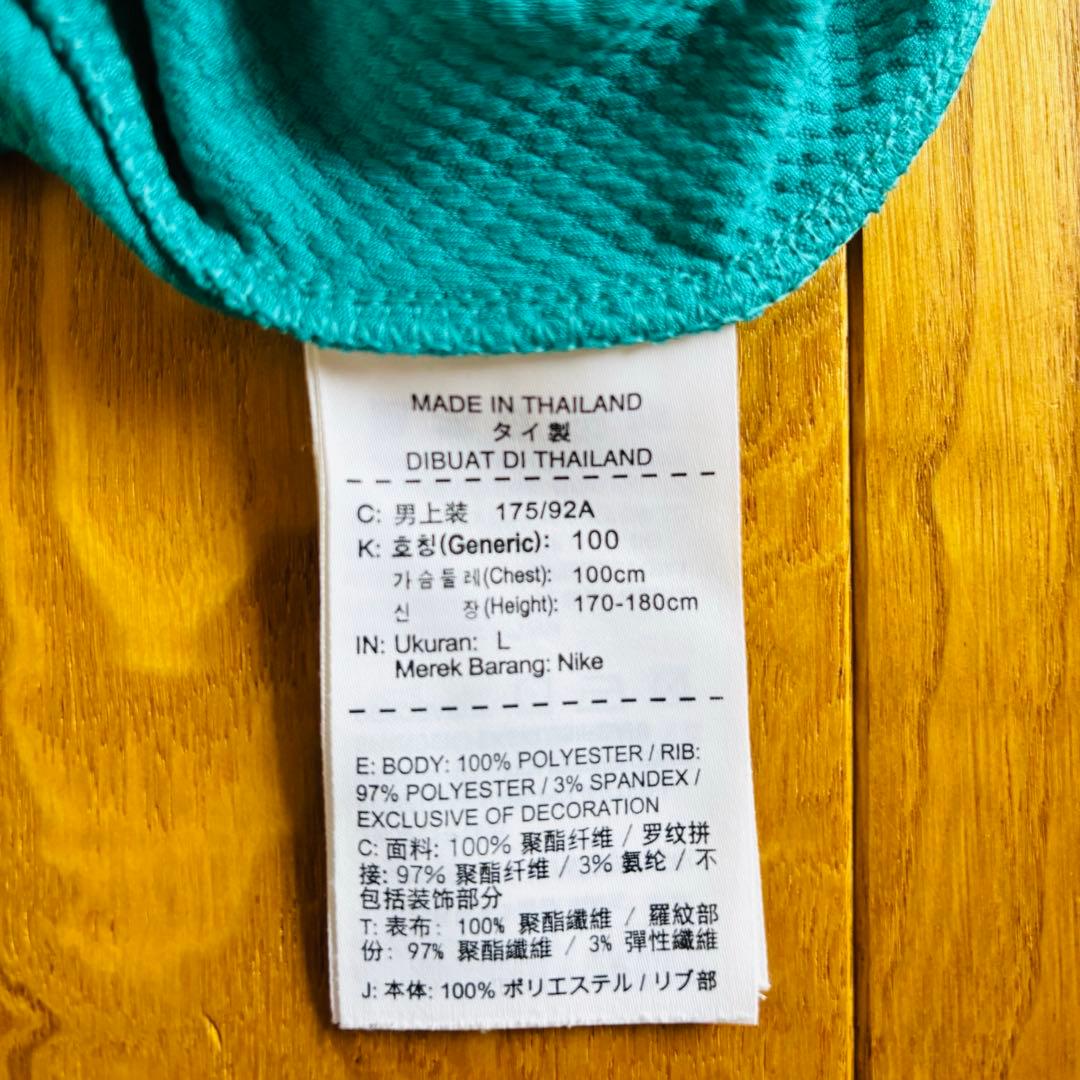 MADE IN THAILAND
タイ製
DIBUAT DI THAILAND
C: 男上装 175/92A
K: 호칭(Generic): 100
가슴둘레(Chest): 100cm
신 장(Height): 170-180cm
IN: Ukuran: L
Merek Barang: Nike
E: BODY: 100% POLYESTER / RIB:
97% POLYESTER / 3% SPANDEX /
EXCLUSIVE OF DECORATION
C: 面料: 100% 聚酯纤维 / 罗纹拼
接: 97% 聚酯纤维 / 3% 氨纶 / 不
包括装饰部分
T: 表布: 100% 聚酯纖維 / 羅紋部
份: 97% 聚酯纖維 / 3% 彈性纖維
J: 本体: 100% ポリエステル / リブ部